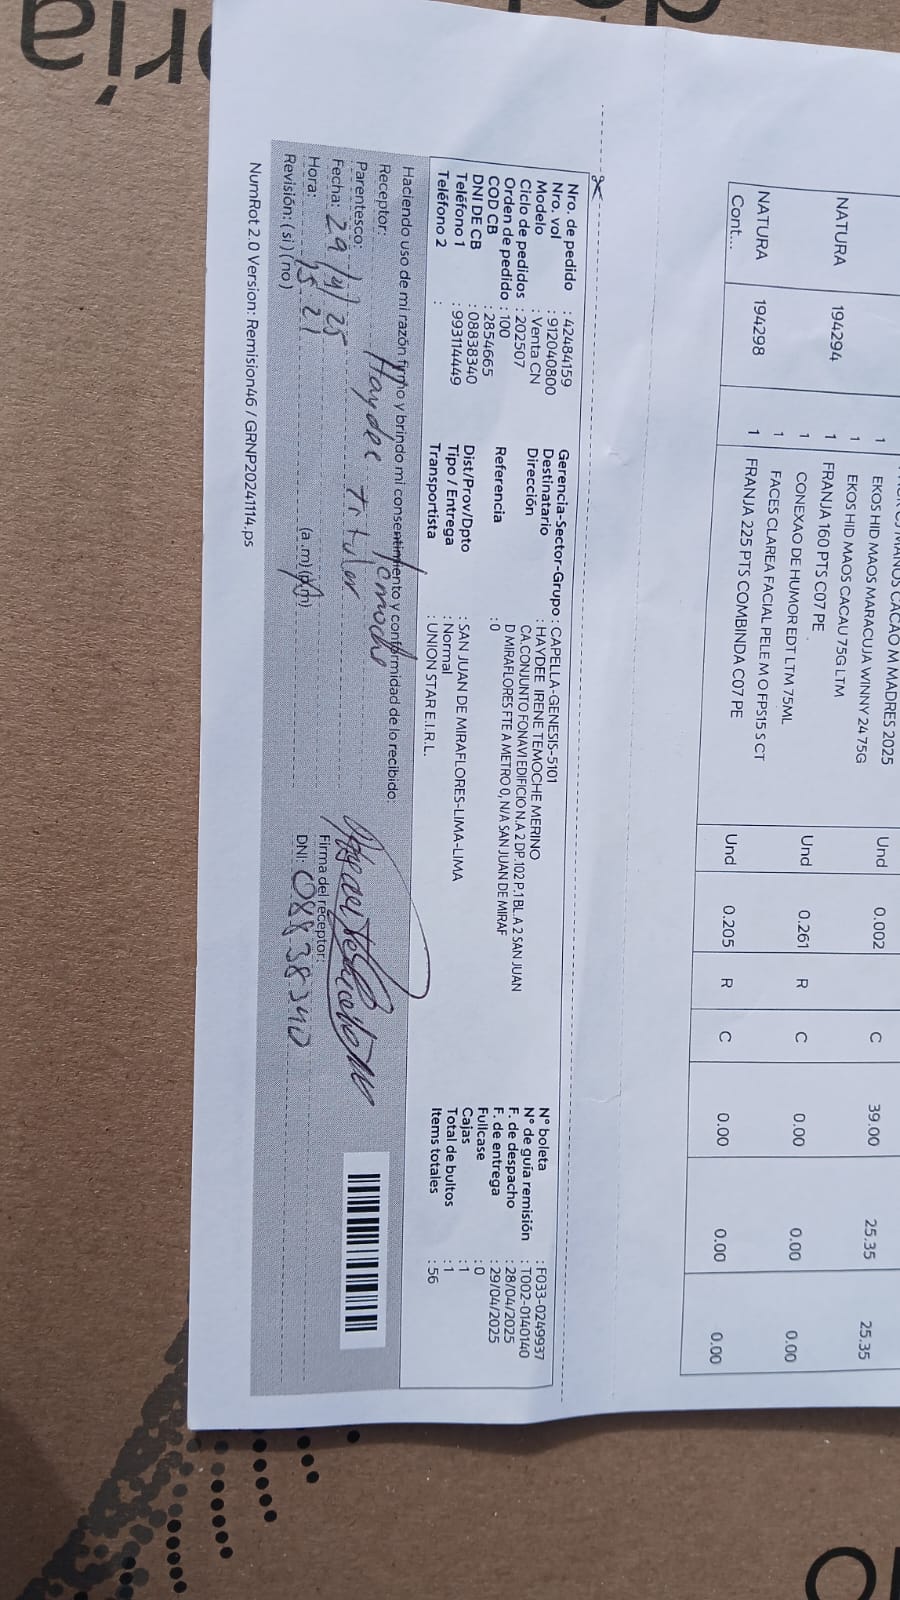 MANOS CACAO M MADRES 2025
1 EKOS HID MAOS MARACUJA WINNY 24 75G Und 0.002 C 39.00 25.35 25.35
1 EKOS HID MAOS CACAU 75G LTM
NATURA 194294 1 FRANJA 160 PTS C07 PE
1 CONEXAO DE HUMOR EDT LTM 75ML Und 0.261 R C 0.00 0.00 0.00
1 FACES CLAREA FACIAL PELE M O FPS15 S CT
NATURA 194298 1 FRANJA 225 PTS COMBINDA C07 PE Und 0.205 R C 0.00 0.00 0.00
Cont...
Nro. de pedido : 42484159
Nro. vol : 912040800
Modelo : Venta CN
Ciclo de pedidos : 202507
Orden de pedido : 100
COD CB : 2854665
DNI DE CB : 08838340
Teléfono 1 : 993114449
Teléfono 2 :
Gerencia-Sector-Grupo : CAPELLA-GENESIS-5101
Destinatario : HAYDEE IRENE TEMOCHE MERINO
Dirección CA.CONJUNTO FONAVI EDIFICIO N.A 2 DP.102 P.1 BL. A 2 SAN JUAN
D MIRAFLORES FTE A METRO 0, N/A SAN JUAN DE MIRAF
Referencia :0
Dist/Prov/Dpto : SAN JUAN DE MIRAFLORES-LIMA-LIMA
Tipo / Entrega : Normal
Transportista : UNION STAR E.I.R.L.
N° boleta : F033-0249937
N° de guía remisión : T002-0140140
F. de despacho : 28/04/2025
F. de entrega : 29/04/2025
Fullcase : 0
Cajas : 1
Total de bultos : 1
Items totales : 56
Haciendo uso de mi razón firmo y brindo mi consentimiento y conformidad de lo recibido:
Receptor: Haydee Temoche
Parentesco: titular
Fecha: 29/4/25
Hora: 15 21 (a.m) (p.m)
Revisión: (si) (no)
Firma del receptor:
DNI: 08838340
NumRot 2.0 Version: Remision46 / GRNP20241114.ps